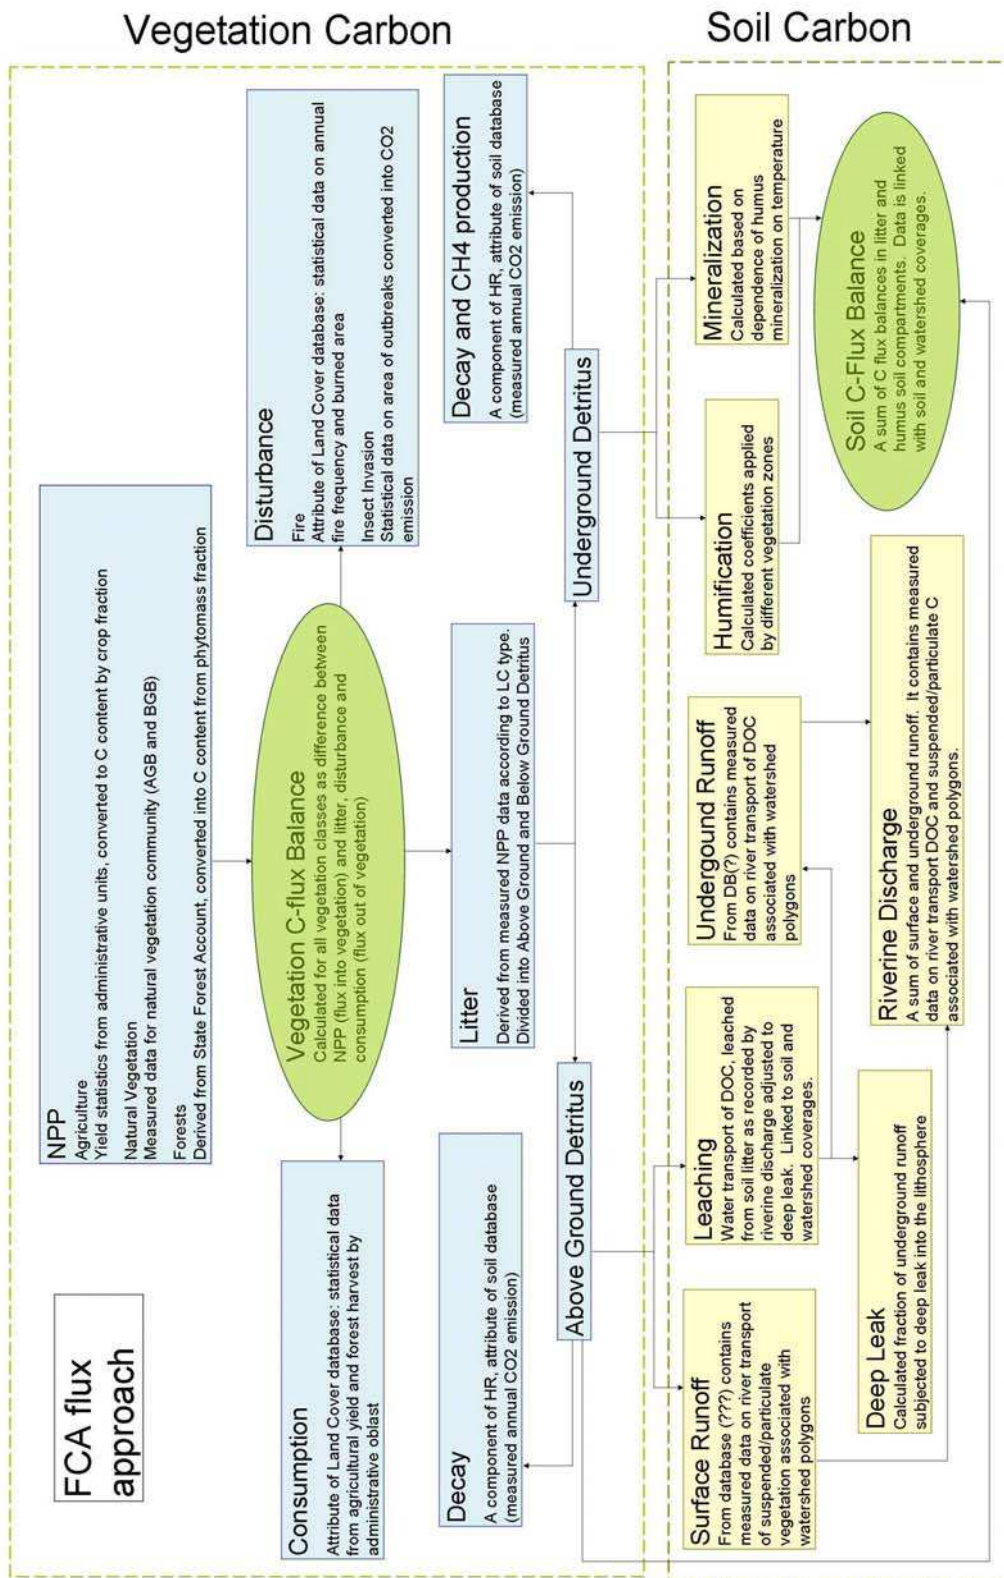 Vegetation Carbon
Soil Carbon
FCA flux
approach
NPP
Agriculture
Yield statistics from administrative units, converted to C content by crop fraction
Natural Vegetation
Measured data for natural vegetation community (AGB and BGB)
Forests
Derived from State Forest Account, converted into C content from phytomass fraction
Consumption
Attribute of Land Cover database: statistical data
from agricultural yield and forest harvest by
administrative oblast
Vegetation C-flux Balance
Calculated for all vegetation classes as difference between
NPP (flux into vegetation) and litter, disturbance and
consumption (flux out of vegetation)
Disturbance
Fire
Attribute of Land Cover database: statistical data on annual
fire frequency and burned area
Insect Invasion
Statistical data on area of outbreaks converted into CO2
emission
Decay
A component of HR, attribute of soil database
(measured annual CO2 emission)
Litter
Derived from measured NPP data according to LC type.
Divided into Above Ground and Below Ground Detritus
Decay and CH4 production
A component of HR, attribute of soil database
(measured annual CO2 emission)
Above Ground Detritus
Underground Detritus
Surface Runoff
From database (???) contains
measured data on river transport
of suspended/particulate
vegetation associated with
watershed polygons
Leaching
Water transport of DOC, leached
from soil litter as recorded by
riverine discharge adjusted to
deep leak. Linked to soil and
watershed coverages.
Undergound Runoff
From DB(?) contains measured
data on river transport of DOC
associated with watershed
polygons
Humification
Calculated coefficients applied
by different vegetation zones
Mineralization
Calculated based on
dependence of humus
mineralization on temperature
Deep Leak
Calculated fraction of underground runoff
subjected to deep leak into the lithosphere
Riverine Discharge
A sum of surface and underground runoff. It contains measured
data on river transport DOC and suspended/particulate C
associated with watershed polygons.
Soil C-Flux Balance
A sum of C flux balances in litter and
humus soil compartments. Data is linked
with soil and watershed coverages.